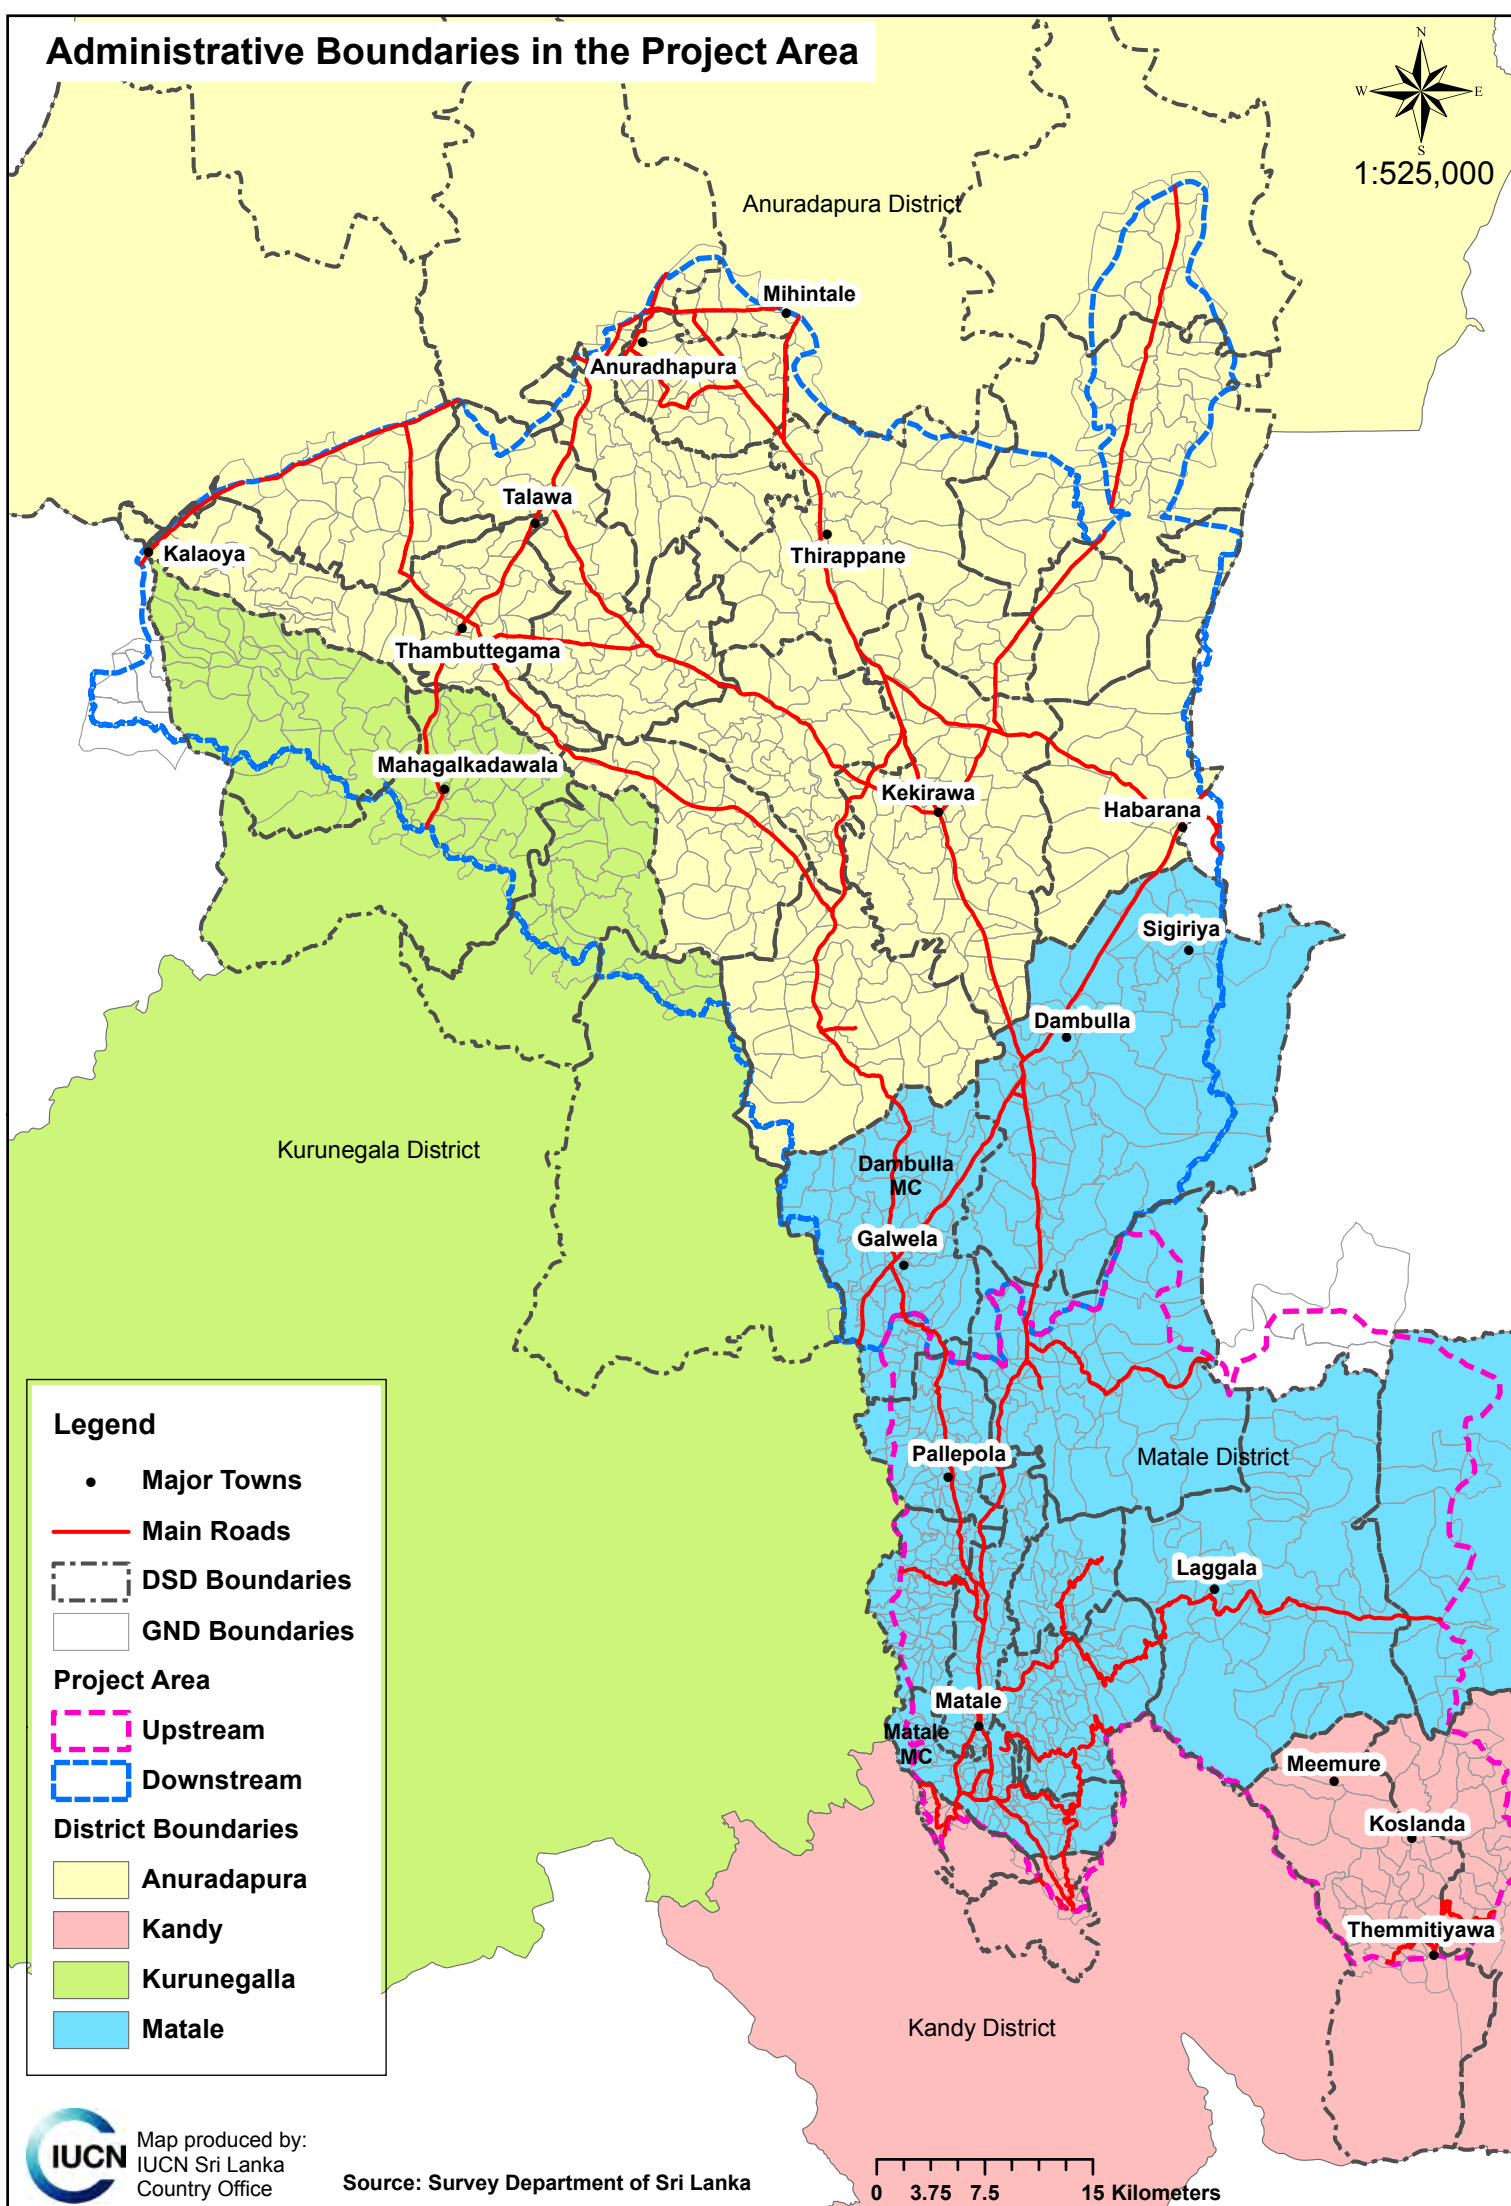 Administrative Boundaries in the Project Area
N
W
E
S
1:525,000
Anuradapura District
Mihintale
Anuradhapura
Talawa
Kalaoya
Thirappane
Thambuttegama
Mahagalkadawala
Kekirawa
Habarana
Sigiriya
Dambulla
Kurunegala District
Dambulla
MC
Galwela
Pallepola
Matale District
Laggala
Matale
Matale
MC
Meemure
Koslanda
Themmitiyawa
Kandy District
Legend
Major Towns
Main Roads
DSD Boundaries
GND Boundaries
Project Area
Upstream
Downstream
District Boundaries
Anuradapura
Kandy
Kurunegalla
Matale
IUCN
Map produced by:
IUCN Sri Lanka
Country Office
Source: Survey Department of Sri Lanka
0 3.75 7.5 15 Kilometers